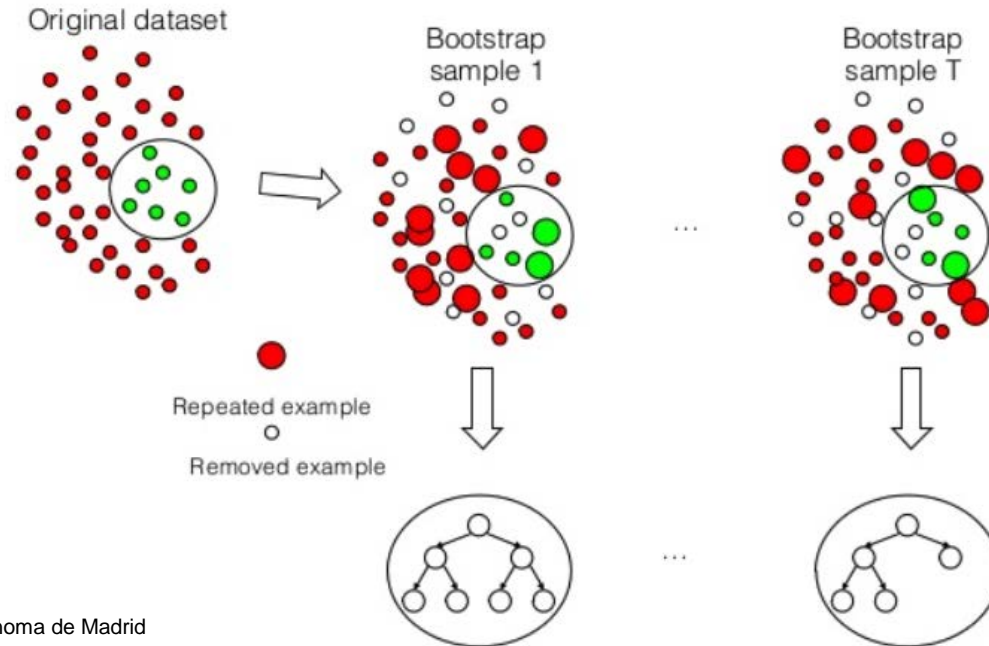 Original dataset
Bootstrap
sample 1
Bootstrap
sample T
...
Repeated example
Removed example
...
noma de Madrid